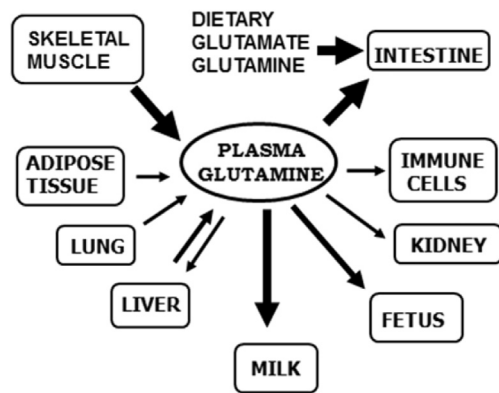 SKELETAL
MUSCLE
DIETARY
GLUTAMATE
GLUTAMINE
INTESTINE
PLASMA
GLUTAMINE
ADIPOSE
TISSUE
IMMUNE
CELLS
LUNG
KIDNEY
LIVER
FETUS
MILK